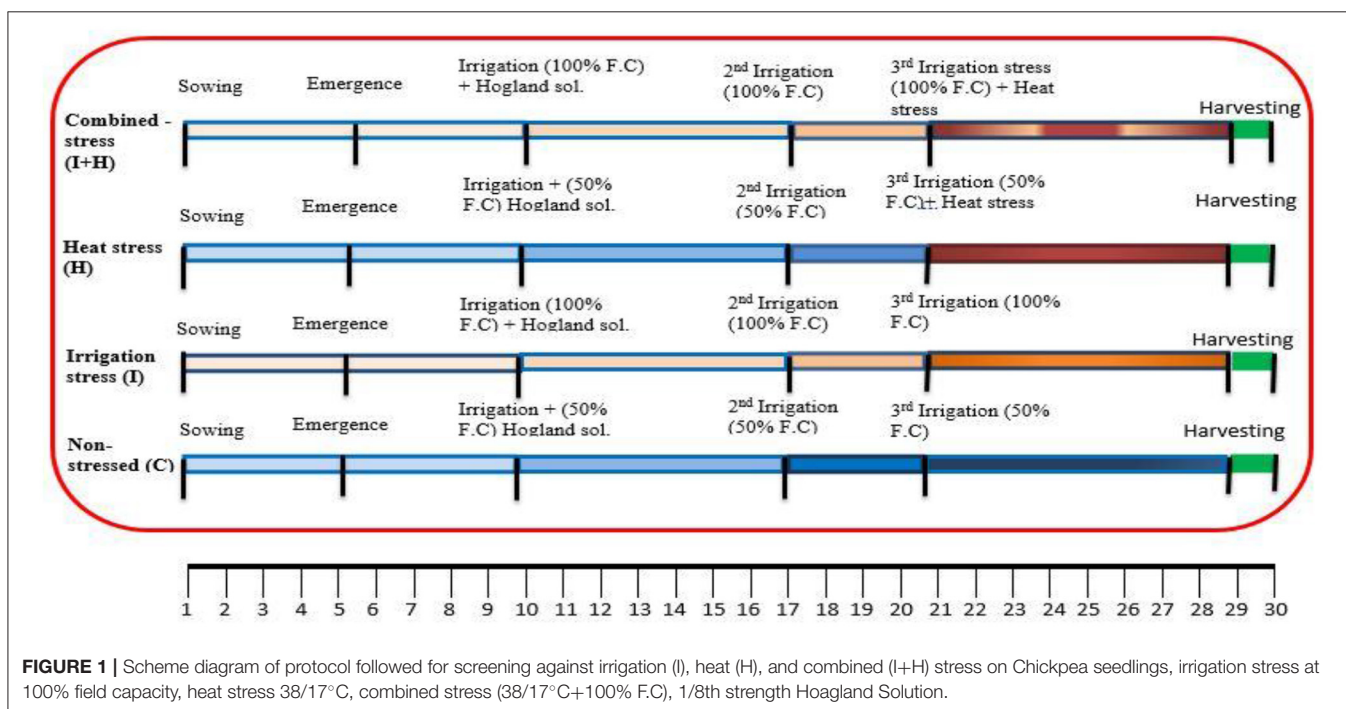 Sowing
Emergence
Irrigation (100% F.C)
+ Hogland sol.
2nd Irrigation
(100% F.C)
3rd Irrigation stress
(100% F.C) + Heat
stress
Harvesting
Combined -
stress
(I+H)
Sowing
Emergence
Irrigation + (50%
F.C) Hogland sol.
2nd Irrigation
(50% F.C)
3rd Irrigation (50%
F.C)+ Heat stress
Harvesting
Heat stress
(H)
Sowing
Emergence
Irrigation (100%
F.C) + Hogland sol.
2nd Irrigation
(100% F.C)
3rd Irrigation (100%
F.C)
Harvesting
Irrigation
stress (I)
Sowing
Emergence
Irrigation + (50%
F.C) Hogland sol.
2nd Irrigation
(50% F.C)
3rd Irrigation (50%
F.C)
Harvesting
Non-
stressed (C)
1 2 3 4 5 6 7 8 9 10 11 12 13 14 15 16 17 18 19 20 21 22 23 24 25 26 27 28 29 30
FIGURE 1 | Scheme diagram of protocol followed for screening against irrigation (I), heat (H), and combined (I+H) stress on Chickpea seedlings, irrigation stress at
100% field capacity, heat stress 38/17°C, combined stress (38/17°C+100% F.C), 1/8th strength Hoagland Solution.